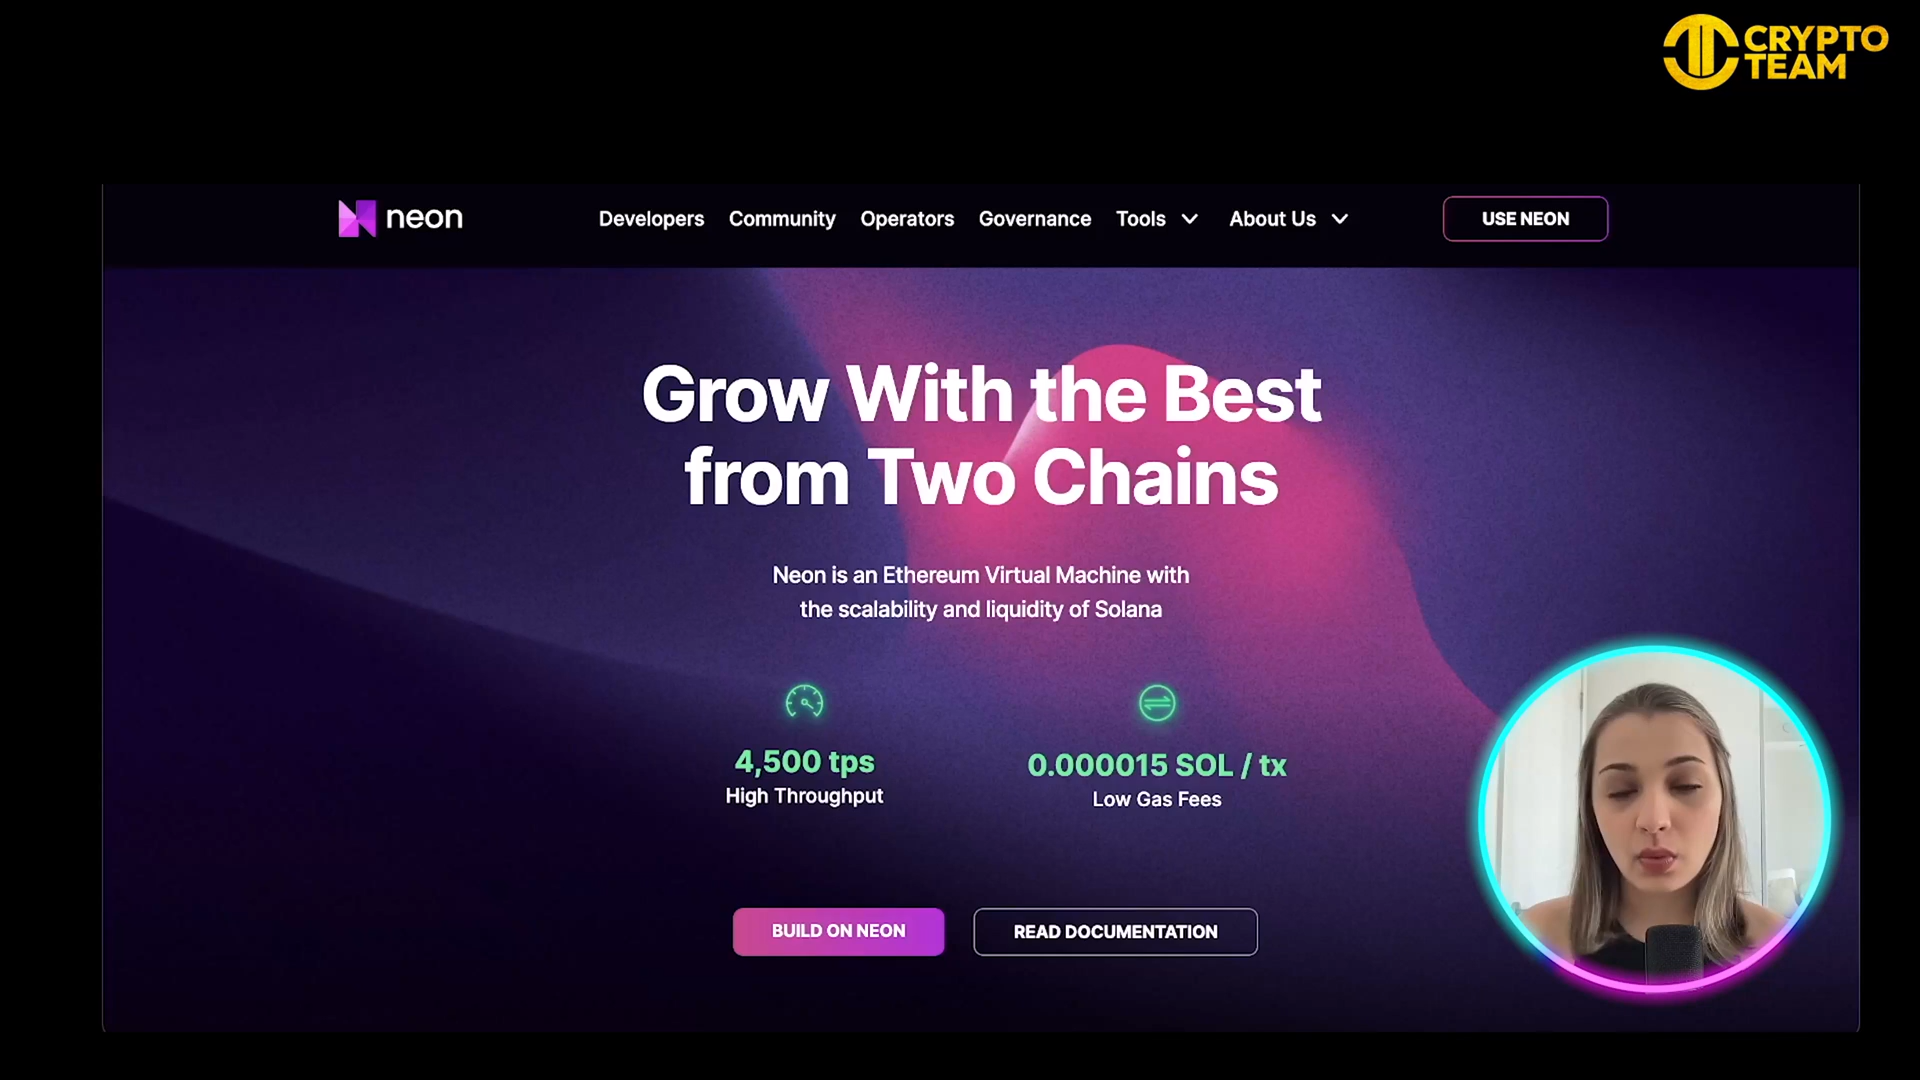 CRYPTO
TEAM
neon
Developers Community Operators Governance Tools About Us USE NEON
Grow With the Best
from Two Chains
Neon is an Ethereum Virtual Machine with
the scalability and liquidity of Solana
4,500 tps
High Throughput
0.000015 SOL / tx
Low Gas Fees
BUILD ON NEON
READ DOCUMENTATION